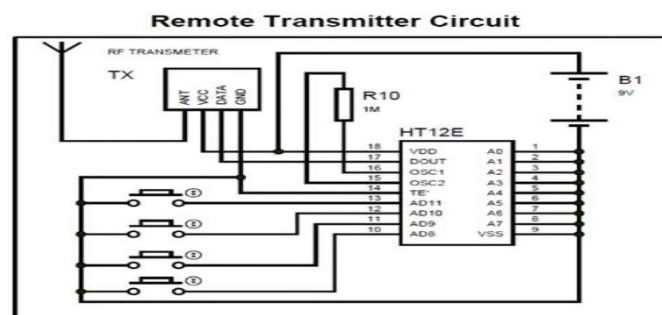 Remote Transmitter Circuit
RF TRANSMETER
TX
ANT
VCC
DATA
GND
R10
1M
B1
9V
HT12E
18 VDD A0 1
17 DOUT A1 2
16 OSC1 A2 3
15 OSC2 A3 4
14 TE' A4 5
13 AD11 A5 6
12 AD10 A6 7
11 AD9 A7 8
10 AD8 VSS 9